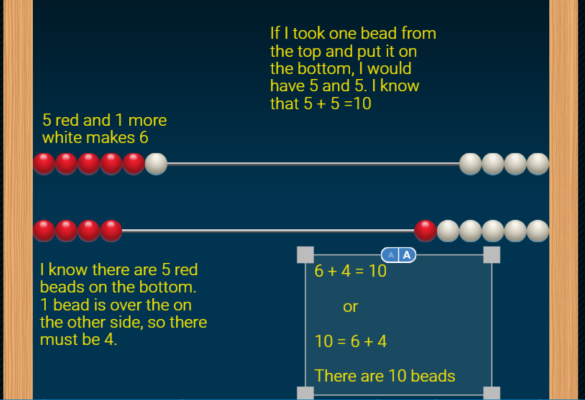 If I took one bead from
the top and put it on
the bottom, I would
have 5 and 5. I know
that 5 + 5 =10
5 red and 1 more
white makes 6
I know there are 5 red
beads on the bottom.
1 bead is over the on
the other side, so there
must be 4.
A A
6 + 4 = 10
or
10 = 6 + 4
There are 10 beads